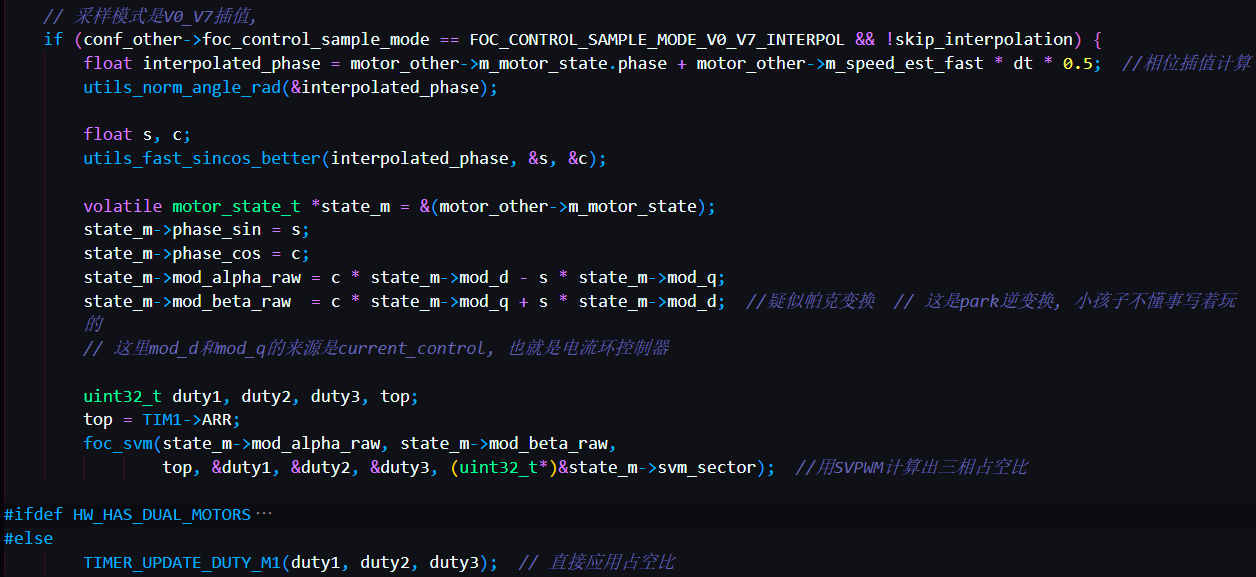 // 采样模式是V0_V7插值,
if (conf_other->foc_control_sample_mode == FOC_CONTROL_SAMPLE_MODE_V0_V7_INTERPOL && !skip_interpolation) {
float interpolated_phase = motor_other->m_motor_state.phase + motor_other->m_speed_est_fast * dt * 0.5; //相位插值计算
utils_norm_angle_rad(&interpolated_phase);
float s, c;
utils_fast_sincos_better(interpolated_phase, &s, &c);
volatile motor_state_t *state_m = &(motor_other->m_motor_state);
state_m->phase_sin = s;
state_m->phase_cos = c;
state_m->mod_alpha_raw = c * state_m->mod_d - s * state_m->mod_q;
state_m->mod_beta_raw  = c * state_m->mod_q + s * state_m->mod_d; //疑似帕克变换 // 这是park逆变换, 小孩子不懂事写着玩
的
// 这里mod_d和mod_q的来源是current_control, 也就是电流环控制器
uint32_t duty1, duty2, duty3, top;
top = TIM1->ARR;
foc_svm(state_m->mod_alpha_raw, state_m->mod_beta_raw,
top, &duty1, &duty2, &duty3, (uint32_t*)&state_m->svm_sector); //用SVPWM计算出三相占空比
#ifdef HW_HAS_DUAL_MOTORS ···
#else
TIMER_UPDATE_DUTY_M1(duty1, duty2, duty3); // 直接应用占空比